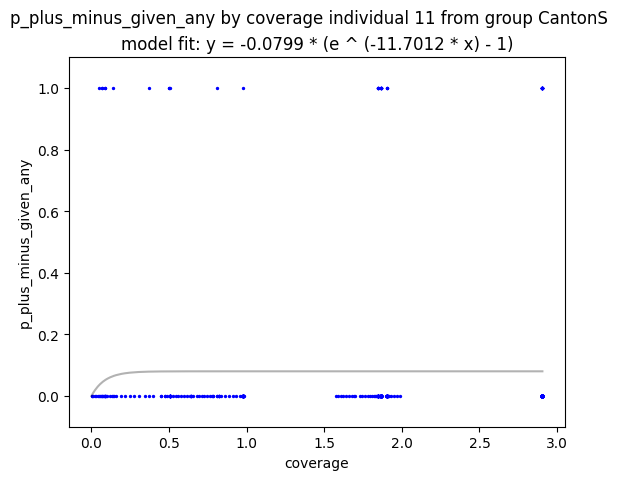 p_plus_minus_given_any by coverage individual 11 from group CantonS
model fit: y = -0.0799 * (e ^ (-11.7012 * x) - 1)
p_plus_minus_given_any
1.0
0.8
0.6
0.4
0.2
0.0
0.0 0.5 1.0 1.5 2.0 2.5 3.0
coverage